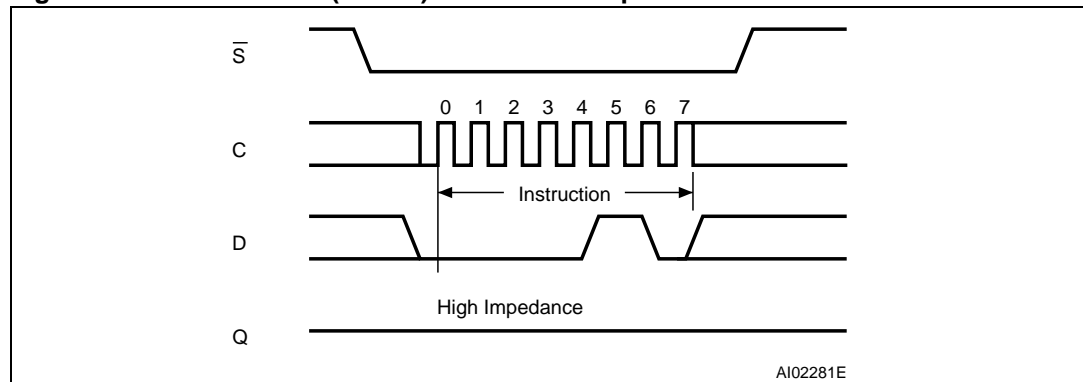 S̅
0 1 2 3 4 5 6 7
C
Instruction
D
High Impedance
Q
AI02281E